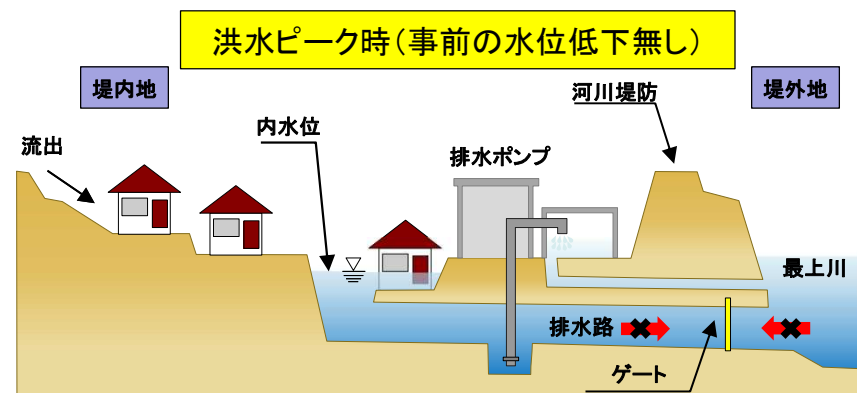 洪水ピーク時(事前の水位低下無し)
堤内地
堤外地
河川堤防
内水位
流出
排水ポンプ
最上川
排水路
ゲート